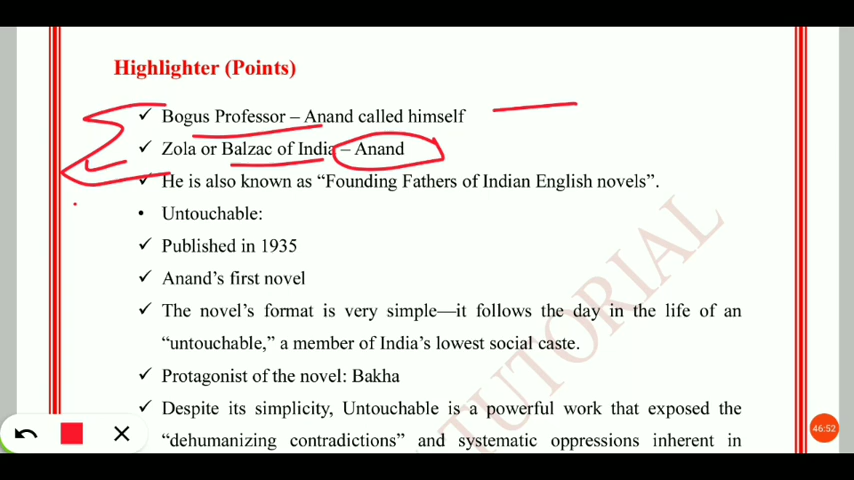 Highlighter (Points)
✓ Bogus Professor – Anand called himself
✓ Zola or Balzac of India – Anand
✓ He is also known as “Founding Fathers of Indian English novels”.
• Untouchable:
✓ Published in 1935
✓ Anand’s first novel
✓ The novel’s format is very simple—it follows the day in the life of an
“untouchable,” a member of India’s lowest social caste.
✓ Protagonist of the novel: Bakha
✓ Despite its simplicity, Untouchable is a powerful work that exposed the
“dehumanizing contradictions” and systematic oppressions inherent in
TUTORIAL
46:52